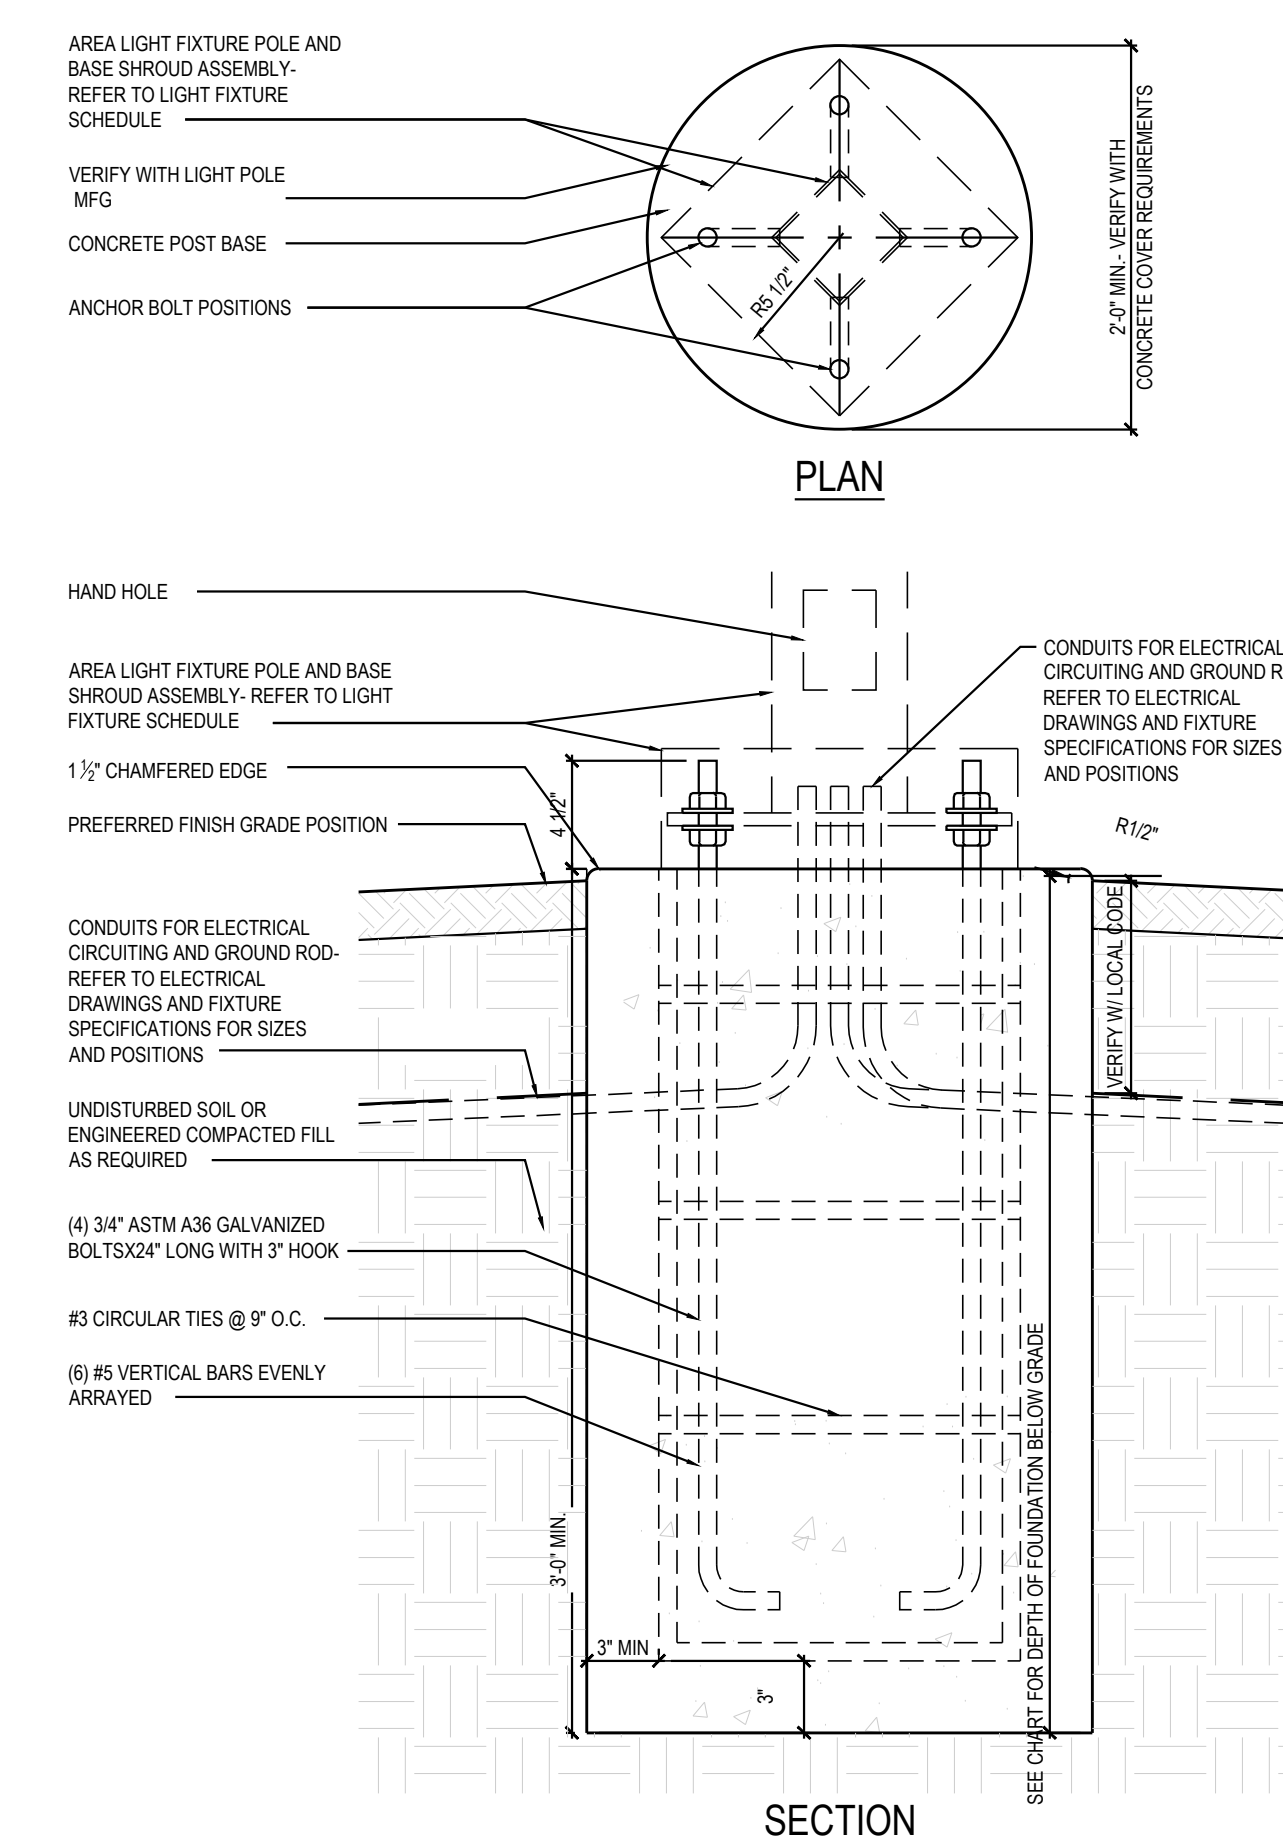 AREA LIGHT FIXTURE POLE AND
BASE SHROUD ASSEMBLY-
REFER TO LIGHT FIXTURE
SCHEDULE
VERIFY WITH LIGHT POLE
MFG
CONCRETE POST BASE
ANCHOR BOLT POSITIONS
R5 1/2"
2'-0" MIN.- VERIFY WITH
CONCRETE COVER REQUIREMENTS
PLAN
HAND HOLE
AREA LIGHT FIXTURE POLE AND BASE
SHROUD ASSEMBLY- REFER TO LIGHT
FIXTURE SCHEDULE
1 ½" CHAMFERED EDGE
PREFERRED FINISH GRADE POSITION
CONDUITS FOR ELECTRICAL
CIRCUITING AND GROUND ROD-
REFER TO ELECTRICAL
DRAWINGS AND FIXTURE
SPECIFICATIONS FOR SIZES
AND POSITIONS
UNDISTURBED SOIL OR
ENGINEERED COMPACTED FILL
AS REQUIRED
(4) 3/4" ASTM A36 GALVANIZED
BOLTSX24" LONG WITH 3" HOOK
#3 CIRCULAR TIES @ 9" O.C.
(6) #5 VERTICAL BARS EVENLY
ARRAYED
4 1/2"
3'-0" MIN.
3" MIN
3"
CONDUITS FOR ELECTRICAL
CIRCUITING AND GROUND R
REFER TO ELECTRICAL
DRAWINGS AND FIXTURE
SPECIFICATIONS FOR SIZES
AND POSITIONS
R1/2"
VERIFY W/ LOCAL CODE
SEE CHART FOR DEPTH OF FOUNDATION BELOW GRADE
SECTION